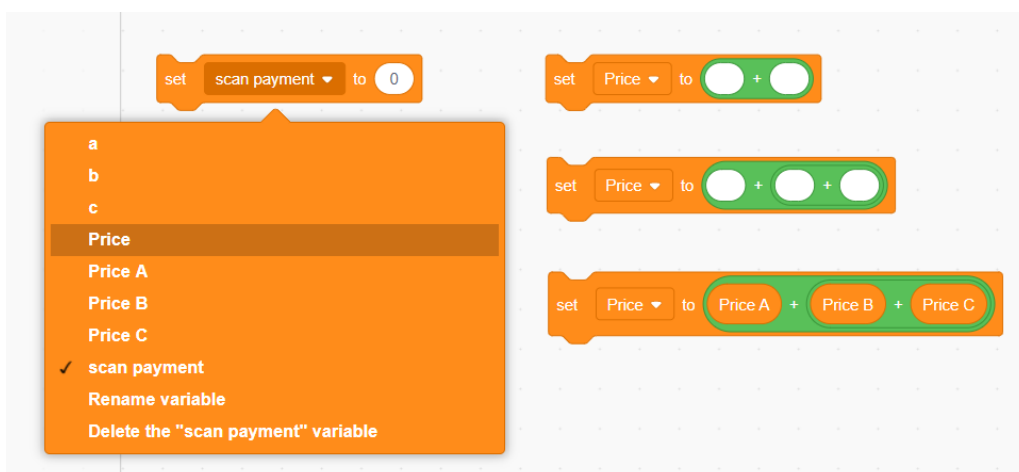 set scan payment to 0
a
b
c
Price
Price A
Price B
Price C
✓ scan payment
Rename variable
Delete the "scan payment" variable
set Price to +
set Price to + +
set Price to Price A + Price B + Price C